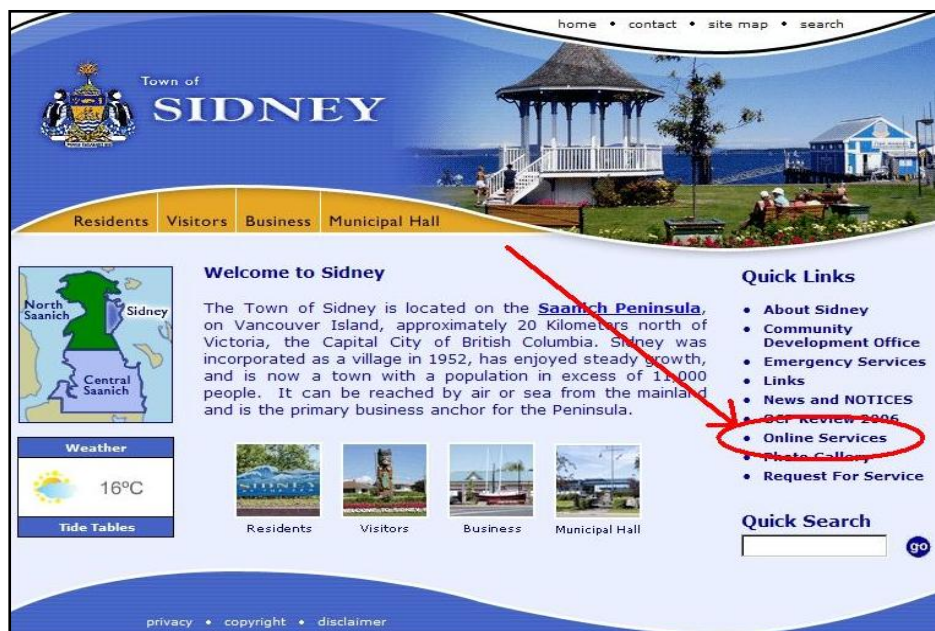 home • contact • site map • search
Town of
SIDNEY
Residents
Visitors
Business
Municipal Hall
North
Saanich
Sidney
Central
Saanich
Weather
16ºC
Tide Tables
Welcome to Sidney
The Town of Sidney is located on the Saanich Peninsula,
on Vancouver Island, approximately 20 Kilometers north of
Victoria, the Capital City of British Columbia. Sidney was
incorporated as a village in 1952, has enjoyed steady growth,
and is now a town with a population in excess of 11,000
people. It can be reached by air or sea from the mainland
and is the primary business anchor for the Peninsula.
SIDNEY
Residents
Visitors
Business
Municipal Hall
Quick Links
• About Sidney
• Community
Development Office
• Emergency Services
• Links
• News and NOTICES
• OCP Review 2006
• Online Services
• Photo Gallery
• Request For Service
Quick Search
go
privacy • copyright • disclaimer